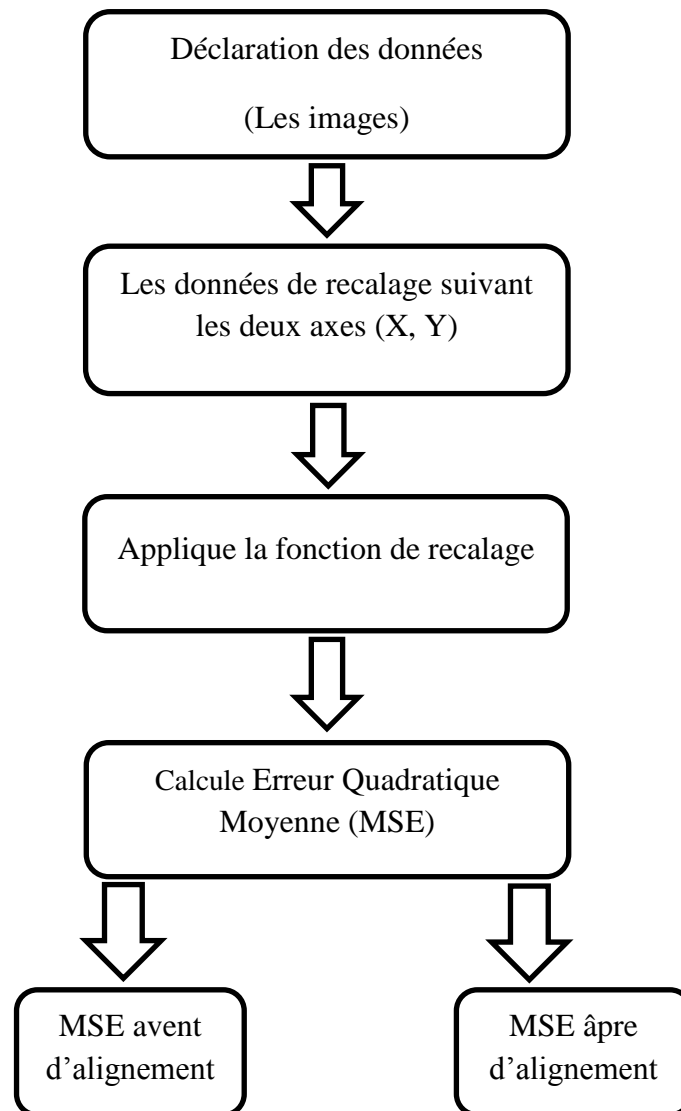 Déclaration des données
(Les images)
Les données de recalage suivant
les deux axes (X, Y)
Applique la fonction de recalage
Calcule Erreur Quadratique
Moyenne (MSE)
MSE avent
d’alignement
MSE âpre
d’alignement